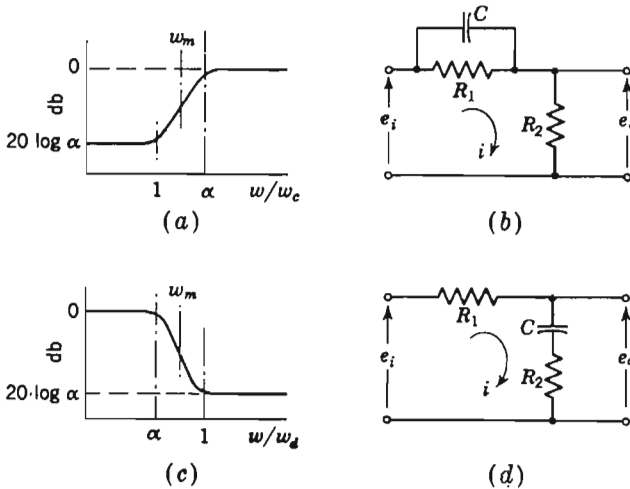 0
db
20 log α
w_m
1 α w/w_c
(a)
C
R_1
e_i
R_2
i
(b)
0
db
20·log α
w_m
α 1 w/w_d
(c)
R_1
C
e_i
R_2
i
(d)